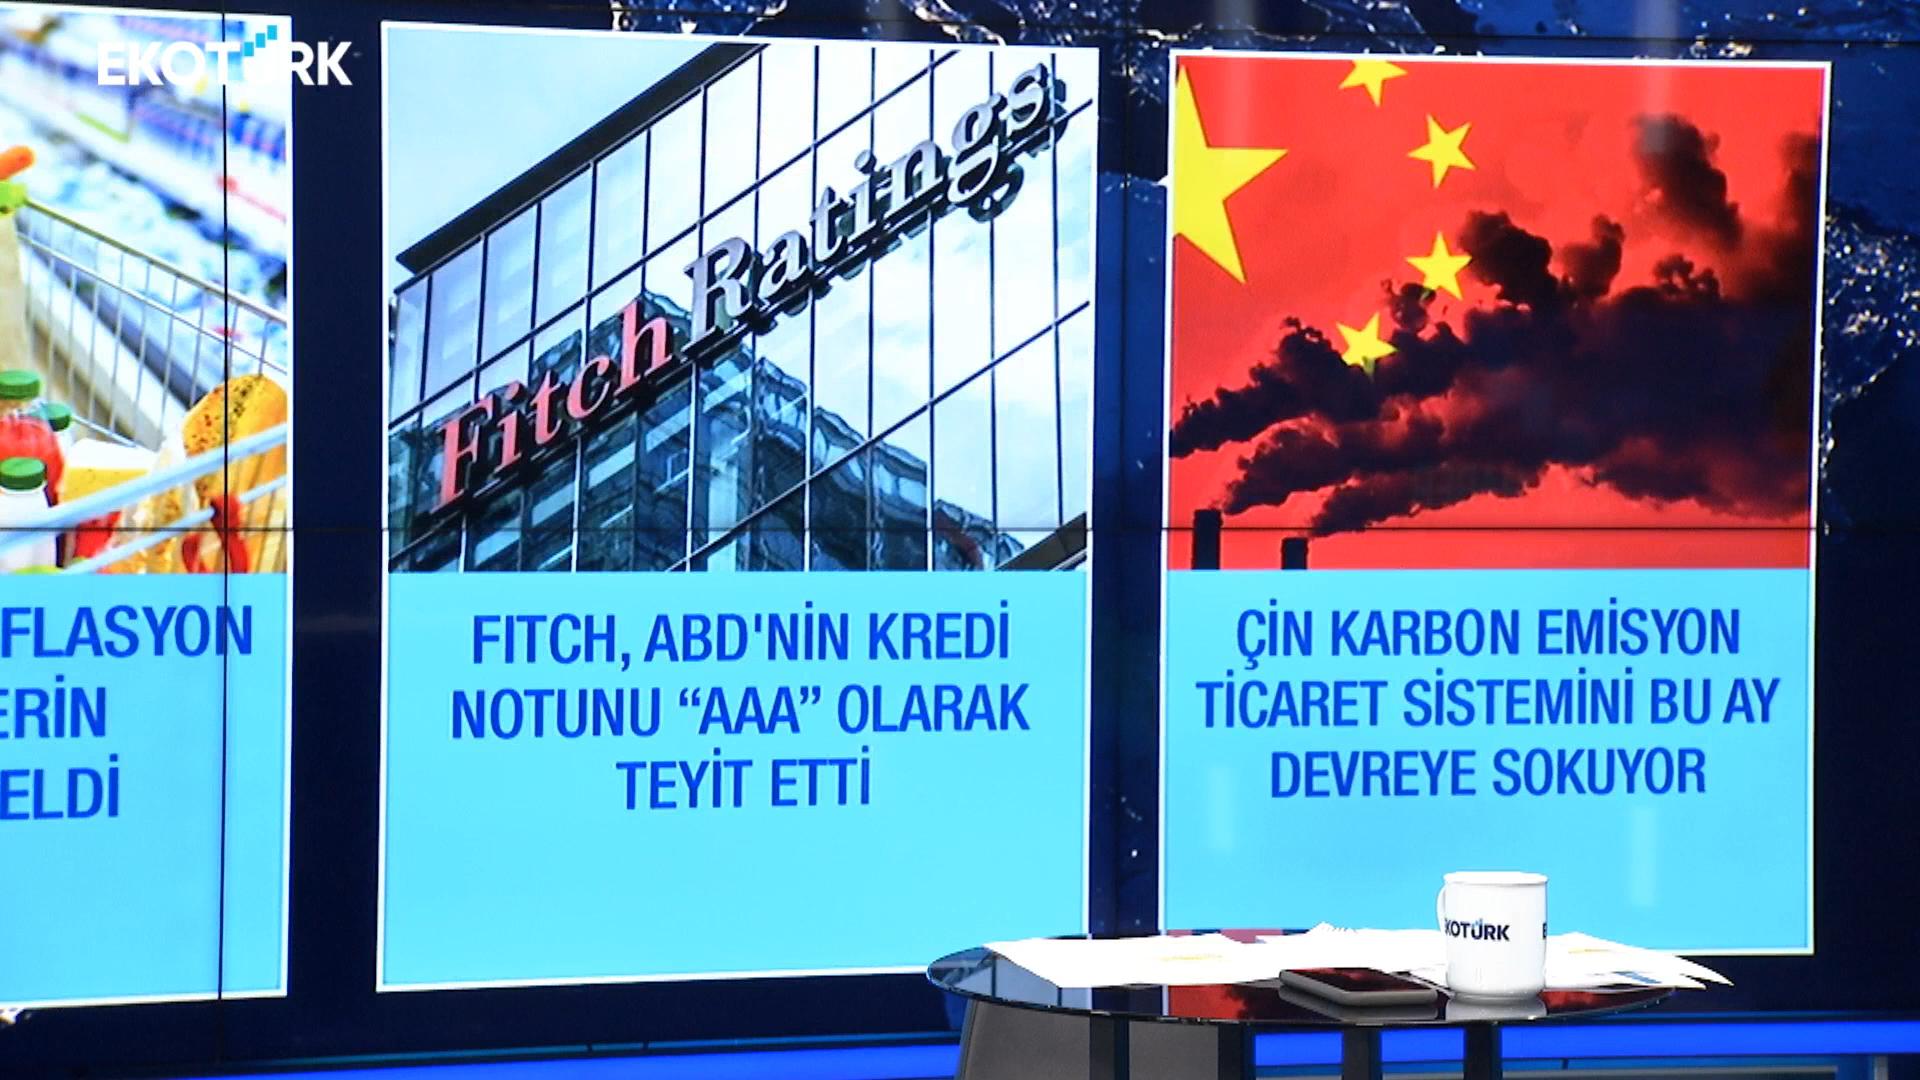 EKOTÜRK
FLASYON
ERİN
ELDİ
Fitch Ratings
FITCH, ABD'NİN KREDİ
NOTUNU “AAA” OLARAK
TEYİT ETTİ
ÇİN KARBON EMİSYON
TİCARET SİSTEMİNİ BU AY
DEVREYE SOKUYOR
EKOTÜRK